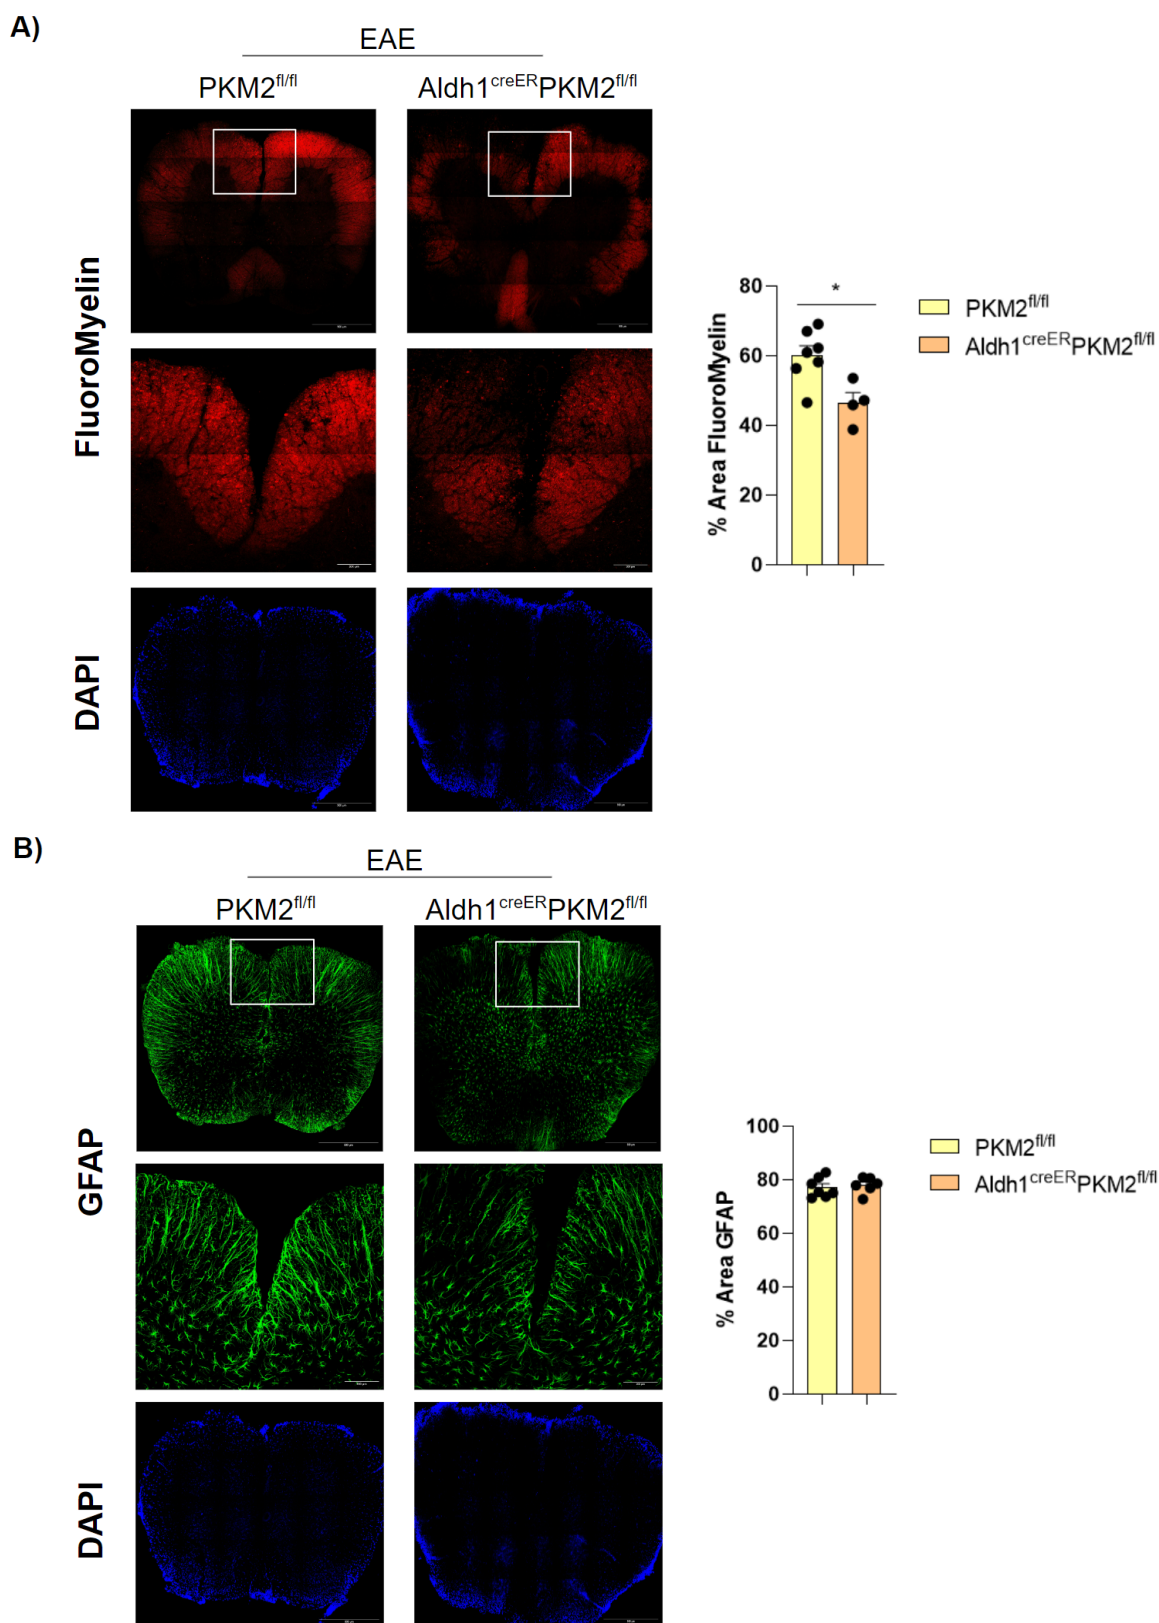 A)
EAE
PKM2fl/fl
Aldh1creERPKM2fl/fl
FluoroMyelin
DAPI
% Area FluoroMyelin
80
60
40
20
0
*
PKM2fl/fl
Aldh1creERPKM2fl/fl
B)
EAE
PKM2fl/fl
Aldh1creERPKM2fl/fl
GFAP
DAPI
% Area GFAP
100
80
60
40
20
0
PKM2fl/fl
Aldh1creERPKM2fl/fl